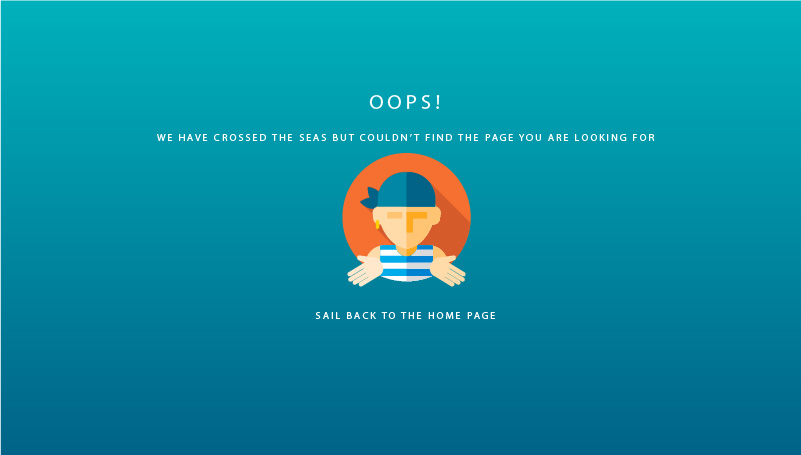 OOPS!
WE HAVE CROSSED THE SEAS BUT COULDN'T FIND THE PAGE YOU ARE LOOKING FOR
SAIL BACK TO THE HOME PAGE